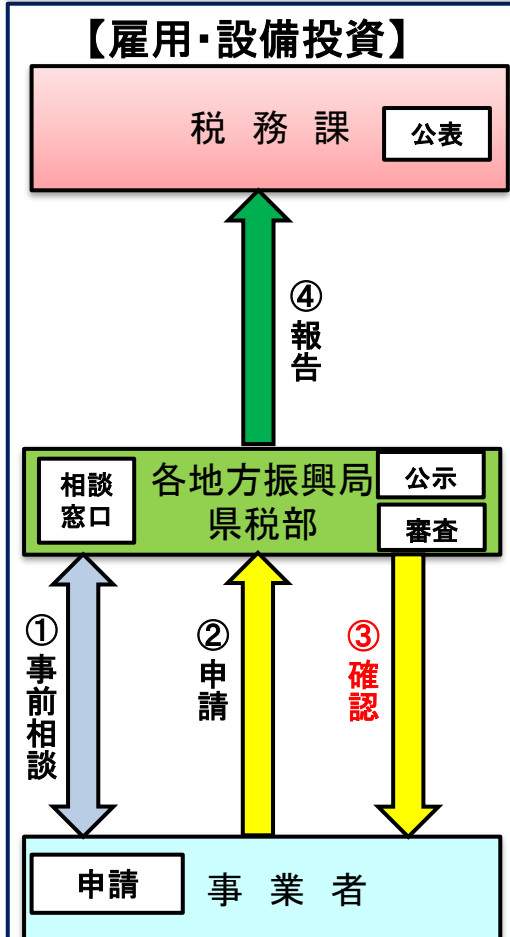 【雇用・設備投資】
税務課
公表
④報告
相談
窓口
各地方振興局
県税部
公示
審査
①事前相談
②申請
③確認
申請
事業者